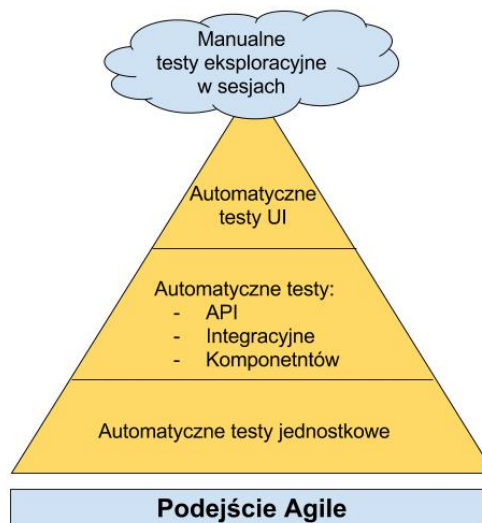 Manualne
testy eksploracyjne
w sesjach
Automatyczne
testy UI
Automatyczne testy:
- API
- Integracyjne
- Komponetntów
Automatyczne testy jednostkowe
Podejście Agile